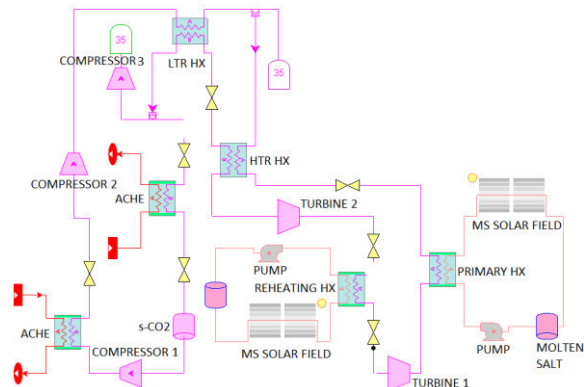 35
COMPRESSOR 3
LTR HX
35
COMPRESSOR 2
ACHE
HTR HX
TURBINE 2
MS SOLAR FIELD
PUMP
REHEATING HX
PRIMARY HX
s-CO2
MS SOLAR FIELD
PUMP
MOLTEN
SALT
ACHE
COMPRESSOR 1
TURBINE 1